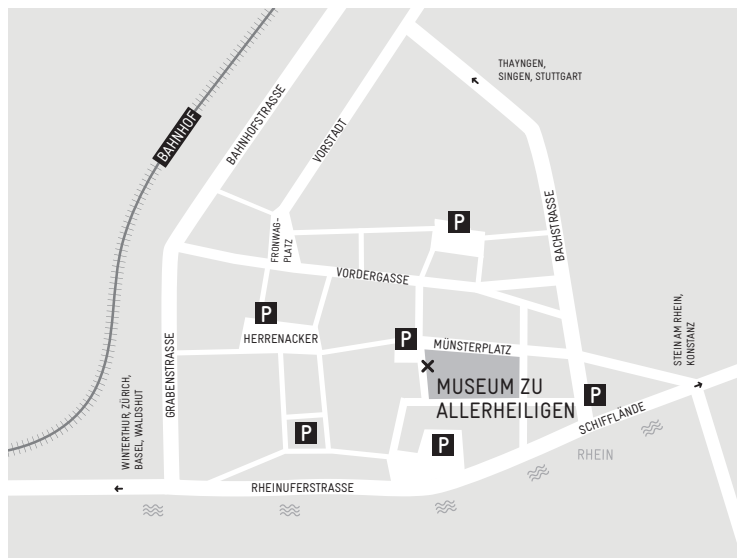 THAYNGEN,
SINGEN, STUTTGART
BAHNHOF
BAHNHOFSTRASSE
VORSTADT
BACHSTRASSE
P
FRONWAG-
PLATZ
VORDERGASSE
P
HERRENACKER
P
MÜNSTERPLATZ
STEIN AM RHEIN,
KONSTANZ
GRABENSTRASSE
MUSEUM ZU
ALLERHEILIGEN
P
SCHIFFLÄNDE
WINTERTHUR, ZÜRICH,
BASEL, WALDSHUT
P
P
RHEIN
RHEINUFERSTRASSE